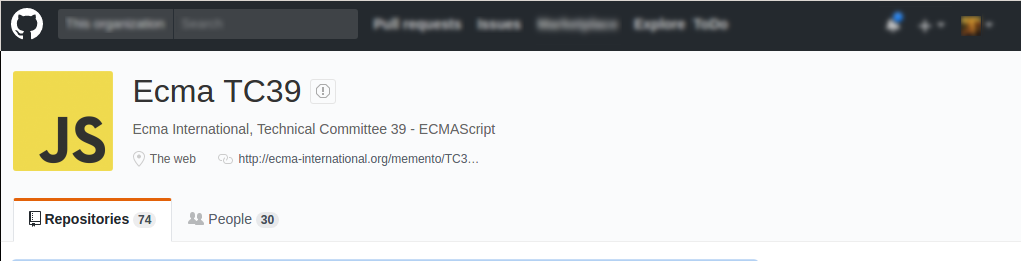 This organization Search Pull requests Issues Marketplace Explore ToDo
JS
Ecma TC39
Ecma International, Technical Committee 39 - ECMAScript
The web http://ecma-international.org/memento/TC3…
Repositories 74 People 30